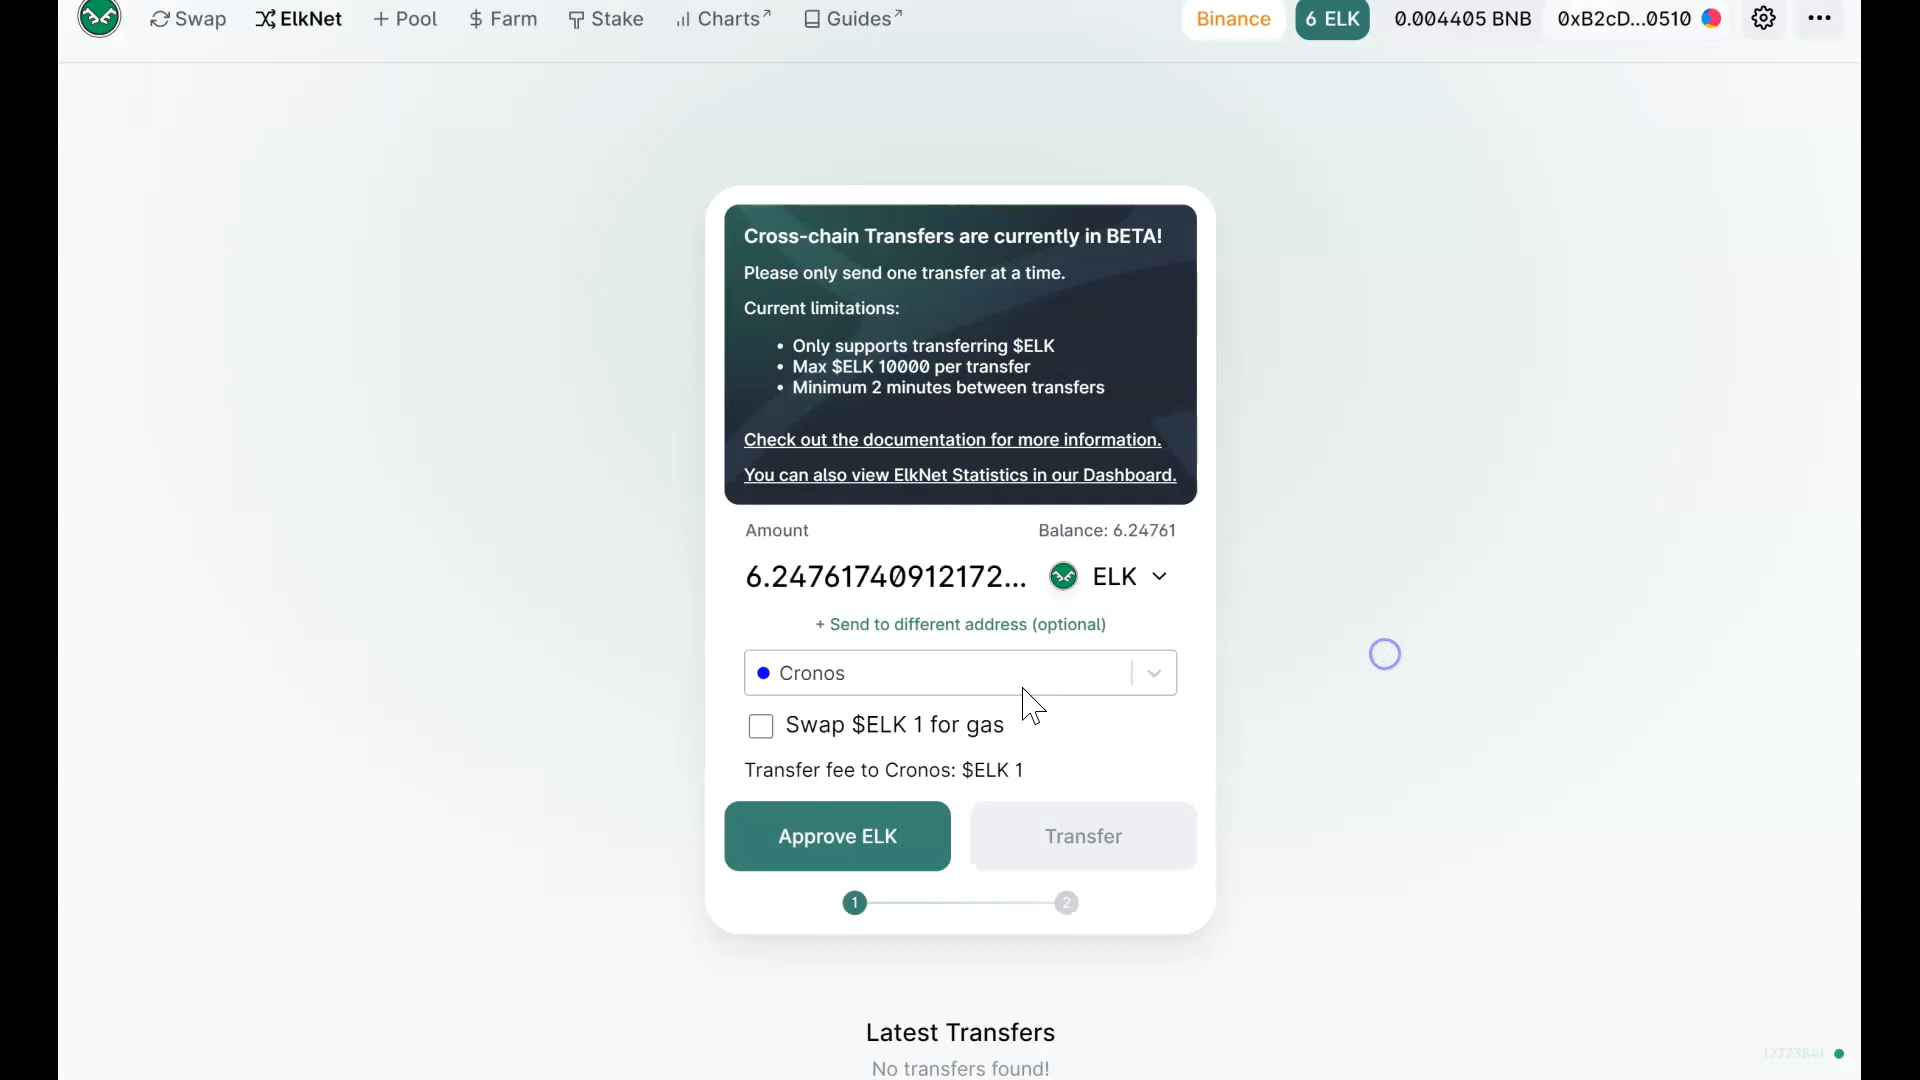 Swap ElkNet Pool Farm Stake Charts Guides Binance 6 ELK 0.004405 BNB 0xB2cD...0510
Cross-chain Transfers are currently in BETA!
Please only send one transfer at a time.
Current limitations:
• Only supports transferring $ELK
• Max $ELK 10000 per transfer
• Minimum 2 minutes between transfers
Check out the documentation for more information.
You can also view ElkNet Statistics in our Dashboard.
Amount Balance: 6.24761
6.24761740912172... ELK
+ Send to different address (optional)
Cronos
Swap $ELK 1 for gas
Transfer fee to Cronos: $ELK 1
Approve ELK Transfer
1 2
Latest Transfers
12773841
No transfers found!